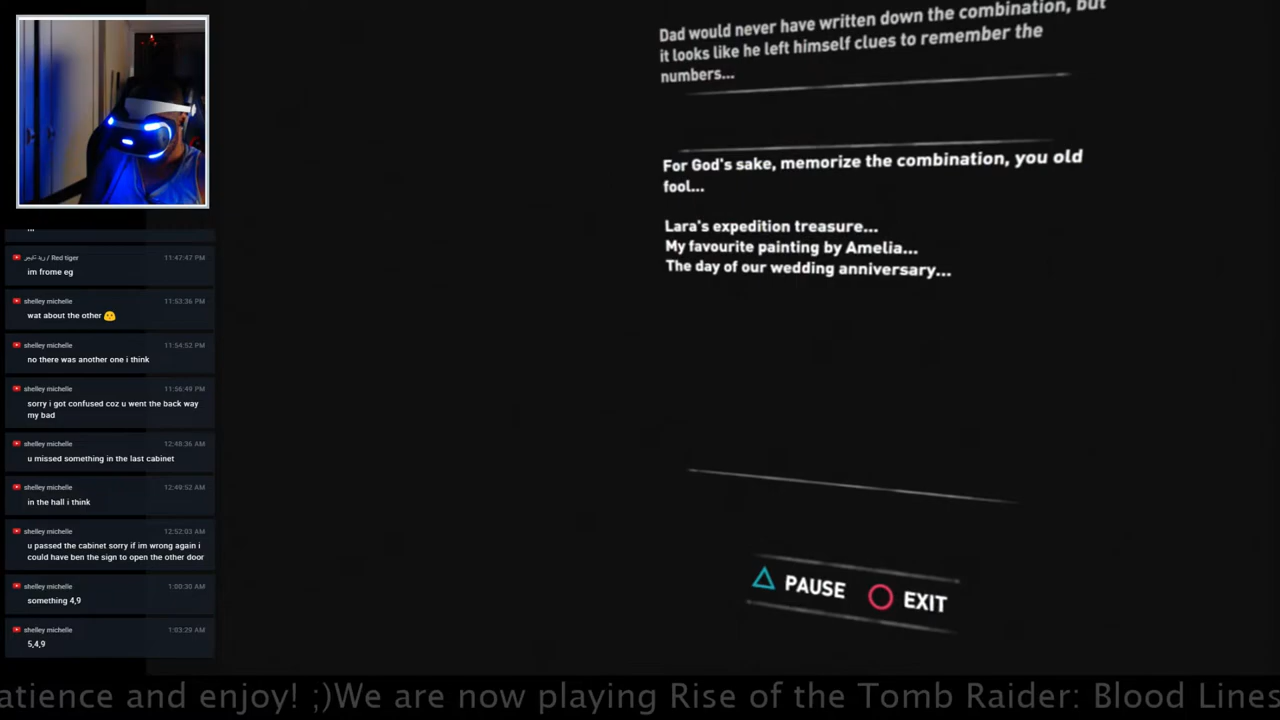 Dad would never have written down the combination, but
it looks like he left himself clues to remember the
numbers...
For God's sake, memorize the combination, you old
fool...
Lara's expedition treasure...
My favourite painting by Amelia...
The day of our wedding anniversary...
PAUSE EXIT
/ Red tiger 11:47:47 PM
im frome eg
shelley michelle 11:53:36 PM
wat about the other
shelley michelle 11:54:52 PM
no there was another one i think
shelley michelle 11:56:49 PM
sorry i got confused coz u went the back way
my bad
shelley michelle 12:48:36 AM
u missed something in the last cabinet
shelley michelle 12:49:52 AM
in the hall i think
shelley michelle 12:52:03 AM
u passed the cabinet sorry if im wrong again i
could have ben the sign to open the other door
shelley michelle 1:00:30 AM
something 4,9
shelley michelle 1:03:29 AM
5,4,9
atience and enjoy! ;)We are now playing Rise of the Tomb Raider: Blood Lines